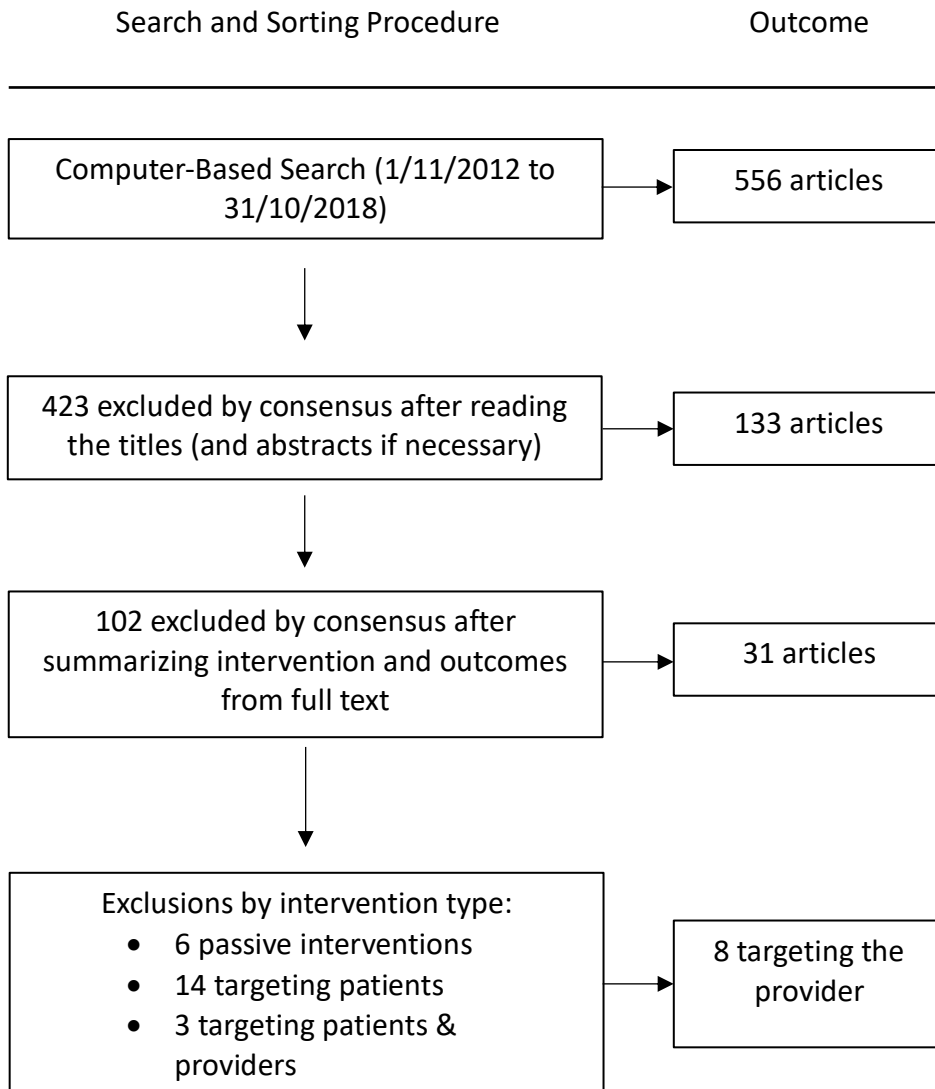 Search and Sorting Procedure
Outcome
Computer-Based Search (1/11/2012 to
31/10/2018)
556 articles
423 excluded by consensus after reading
the titles (and abstracts if necessary)
133 articles
102 excluded by consensus after
summarizing intervention and outcomes
from full text
31 articles
Exclusions by intervention type:
• 6 passive interventions
• 14 targeting patients
• 3 targeting patients &
providers
8 targeting the
provider